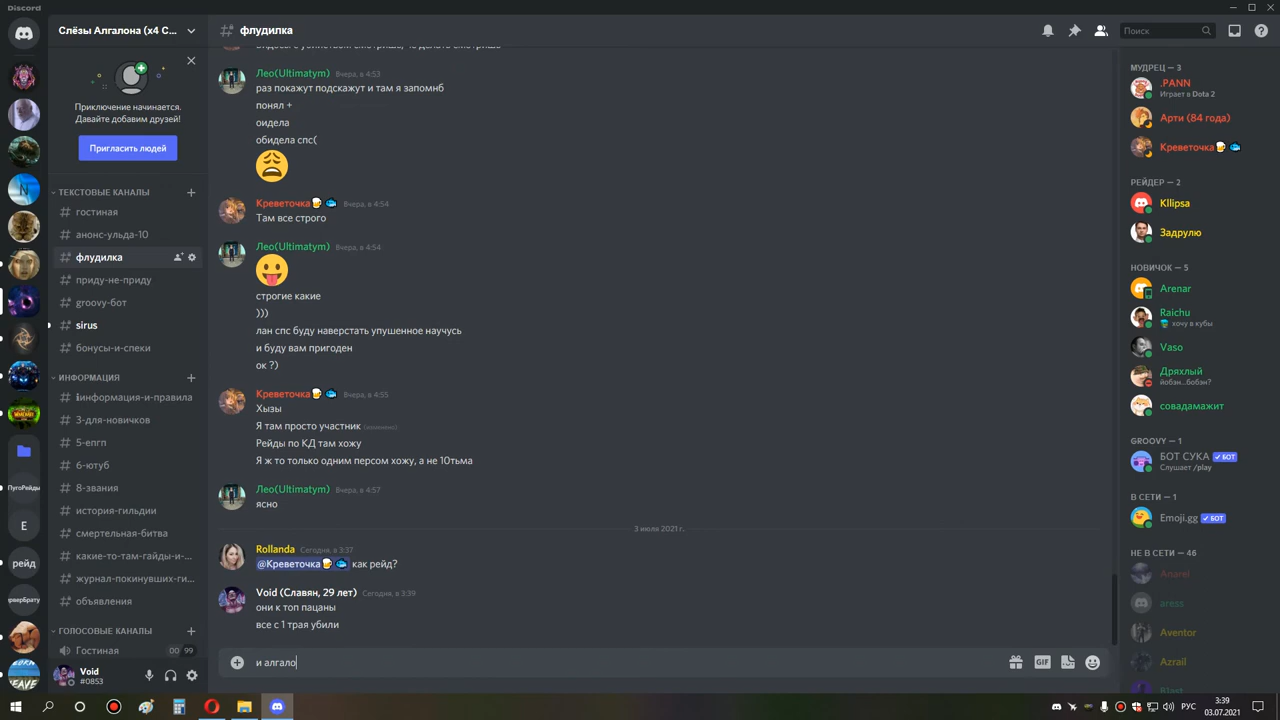 Discord
Слёзы Алгалона (x4 С...
флудилка
Поиск
Приключение начинается.
Давайте добавим друзей!
Пригласить людей
ТЕКСТОВЫЕ КАНАЛЫ
гостиная
анонс-ульда-10
флудилка
приду-не-приду
groovy-бот
sirus
бонусы-и-спеки
ИНФОРМАЦИЯ
информация-и-правила
3-для-новичков
5-епгп
6-ютуб
8-звания
история-гильдии
смертельная-битва
какие-то-там-гайды-и-...
журнал-покинувших-ги...
объявления
ГОЛОСОВЫЕ КАНАЛЫ
Гостиная
00 99
ПугоРейды
Е
рейд
Void
#0853
Лео(Ultimatym) Вчера, в 4:53
раз покажут подскажут и там я запомнб
понял +
оидела
обидела спс(
Креветочка Вчера, в 4:54
Там все строго
Лео(Ultimatym) Вчера, в 4:54
строгие какие
)))
лан спс буду наверстать упушенное научусь
и буду вам пригоден
ок ?)
Креветочка Вчера, в 4:55
Хызы
Я там просто участник (изменено)
Рейды по КД там хожу
Я ж то только одним персом хожу, а не 10тьма
Лео(Ultimatym) Вчера, в 4:57
ясно
3 июля 2021 г.
Rollanda Сегодня, в 3:37
@Креветочка как рейд?
Void (Славян, 29 лет) Сегодня, в 3:39
они к топ пацаны
все с 1 трая убили
и алгало
GIF
МУДРЕЦ — 3
.PANN
Играет в Dota 2
Арти (84 года)
Креветочка
РЕЙДЕР — 2
Kllipsa
Задрулю
НОВИЧОК — 5
Arenar
Raichu
хочу в кубы
Vaso
Дряхлый
йобэн...бобэн?
совадамажит
GROOVY — 1
БОТ СУКА БОТ
Слушает /play
В СЕТИ — 1
Emoji.gg БОТ
НЕ В СЕТИ — 46
Anarel
aress
Aventor
Azrail
Blast
РУС
3:39
03.07.2021